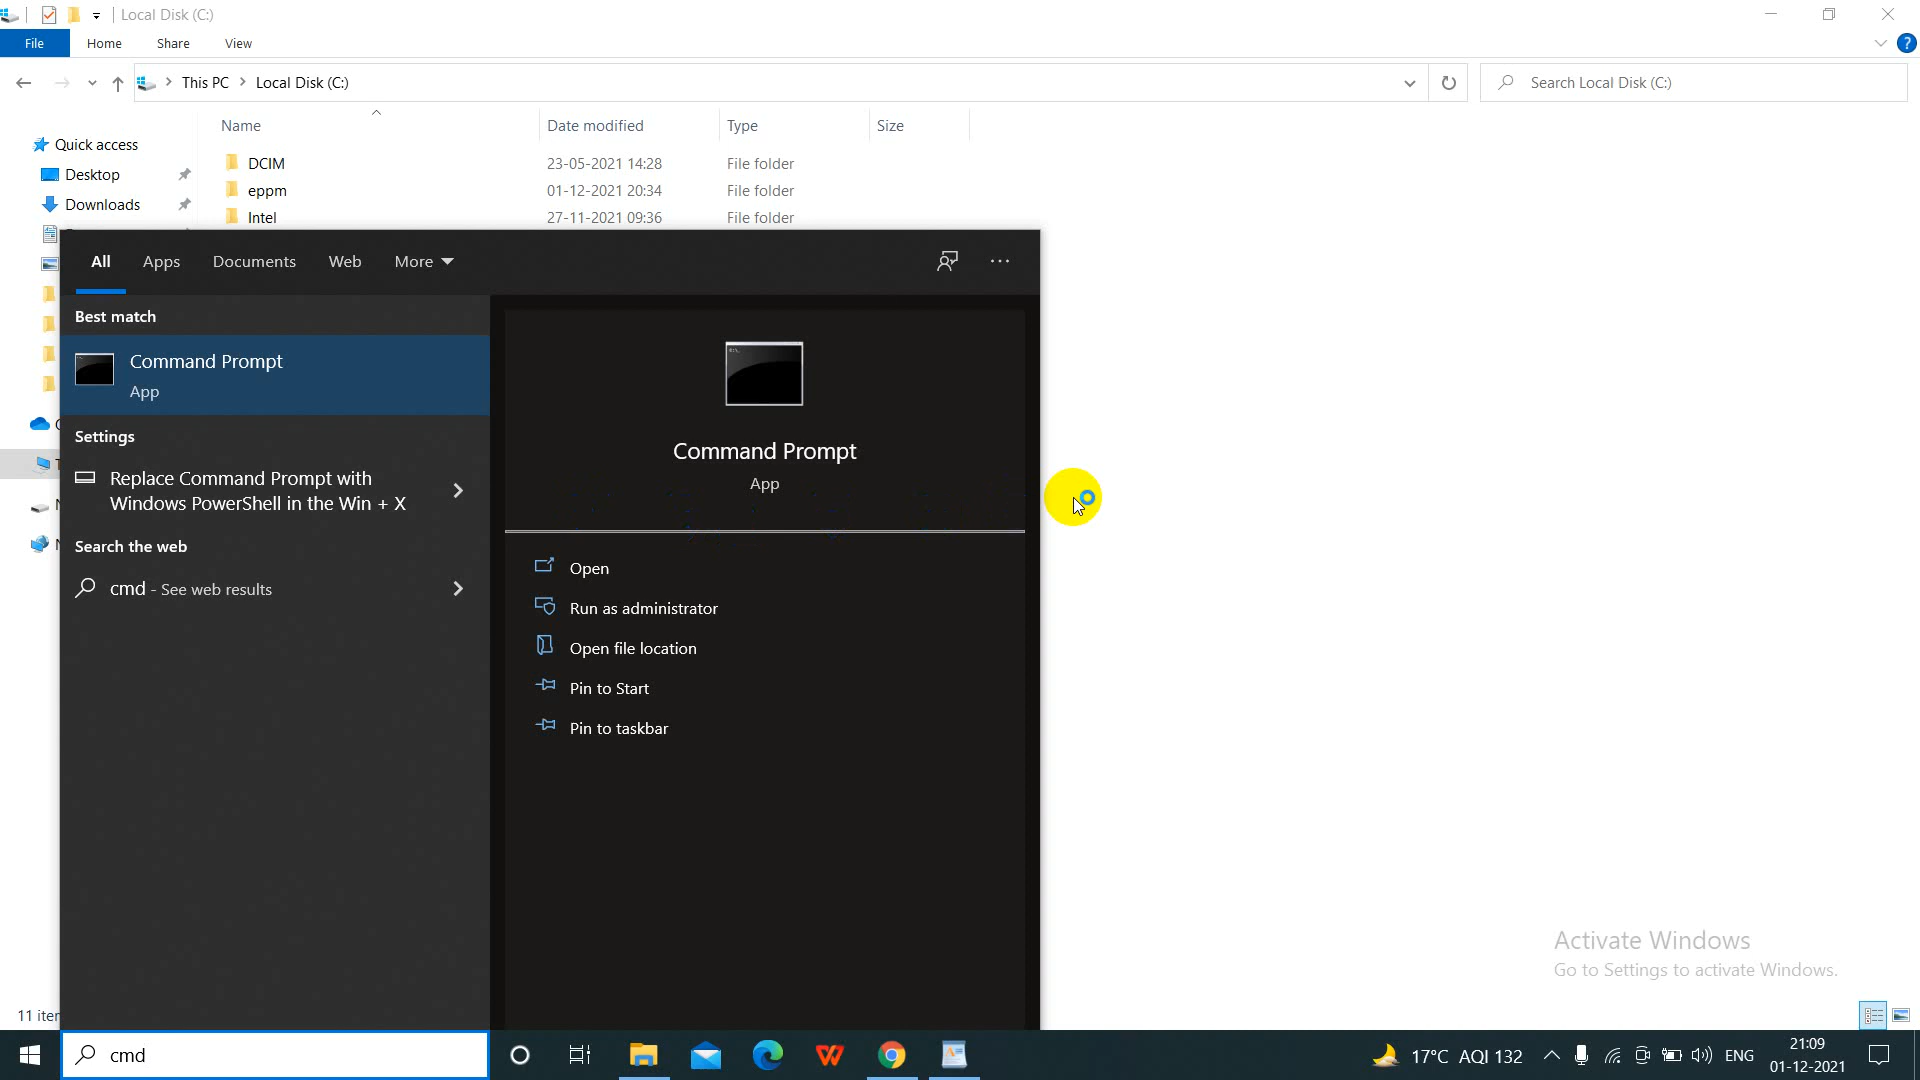 Local Disk (C:)
File Home Share View
This PC Local Disk (C:) Search Local Disk (C:)
Name Date modified Type Size
Quick access
Desktop
Downloads
DCIM 23-05-2021 14:28 File folder
eppm 01-12-2021 20:34 File folder
Intel 27-11-2021 09:36 File folder
All Apps Documents Web More
Best match
Command Prompt
App
Settings
Replace Command Prompt with
Windows PowerShell in the Win + X
Search the web
cmd - See web results
Command Prompt
App
Open
Run as administrator
Open file location
Pin to Start
Pin to taskbar
Activate Windows
Go to Settings to activate Windows.
11
cmd
17°C AQI 132 ENG 21:09
01-12-2021